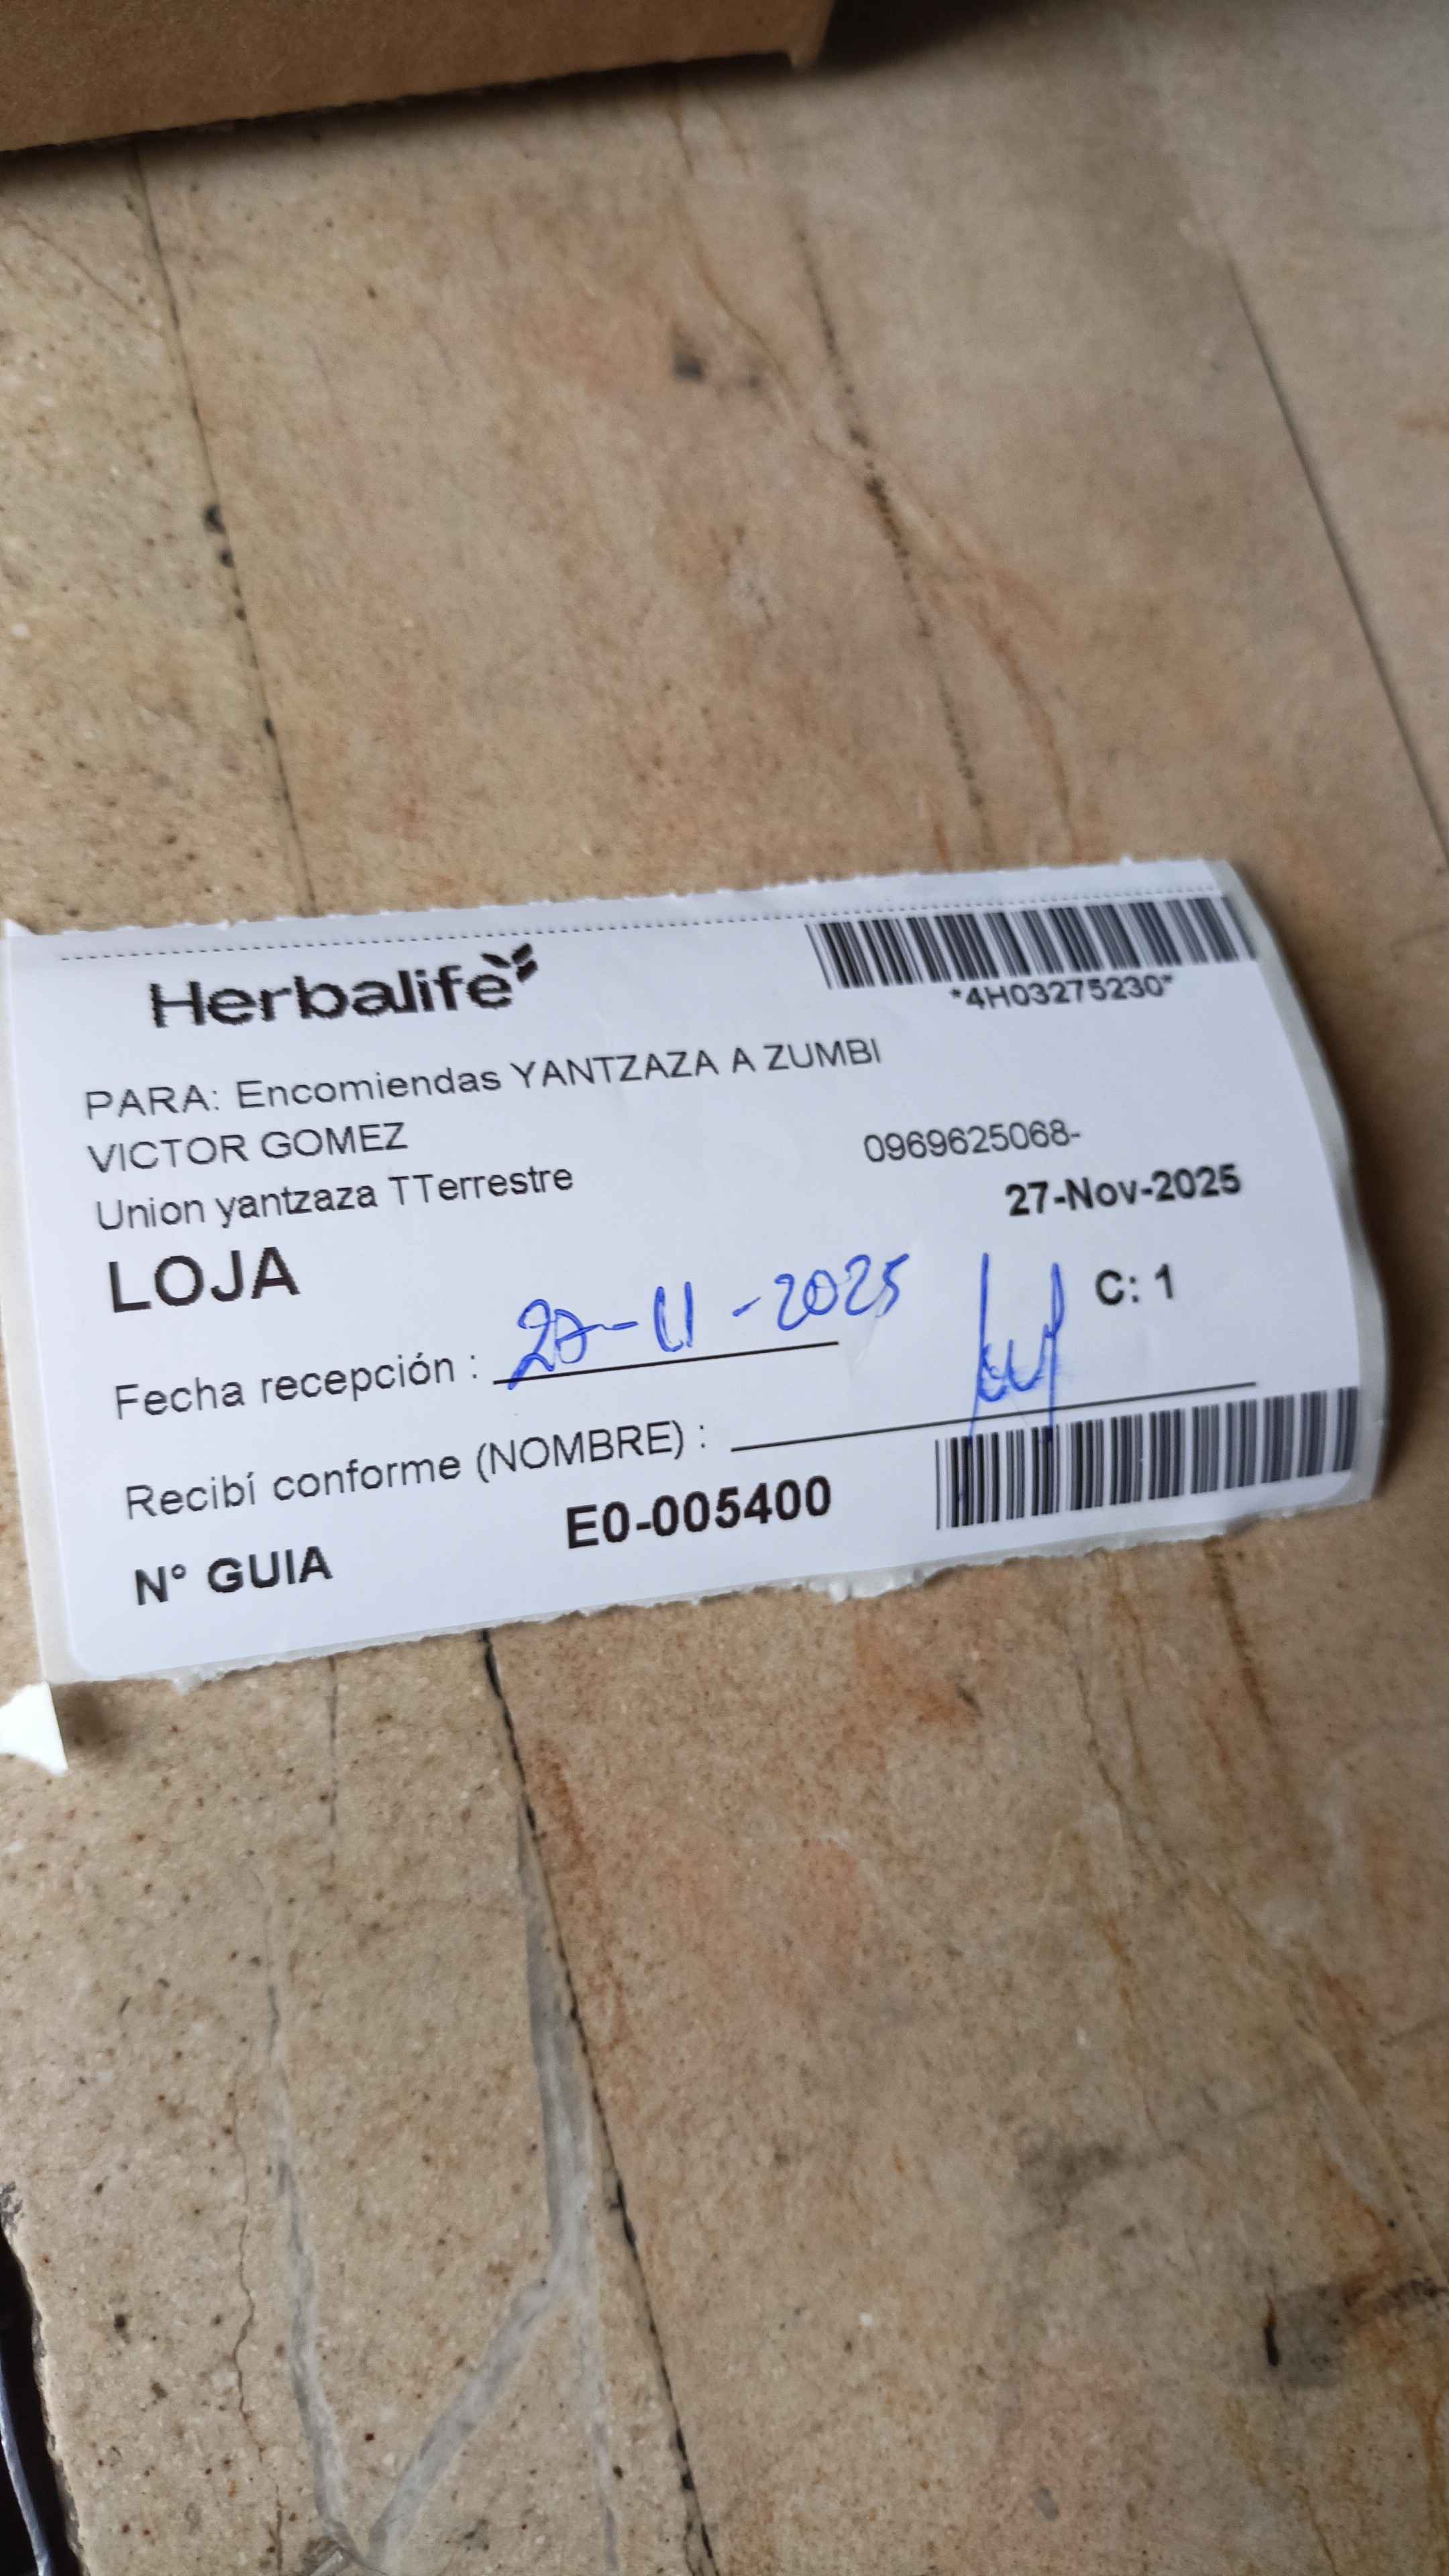 Herbalife
*4H03275230*
PARA: Encomiendas YANTZAZA A ZUMBI
VICTOR GOMEZ 0969625068-
Union yantzaza TTerrestre
27-Nov-2025
LOJA
C: 1
Fecha recepción : 27-11-2025
Recibí conforme (NOMBRE) :
N° GUIA E0-005400